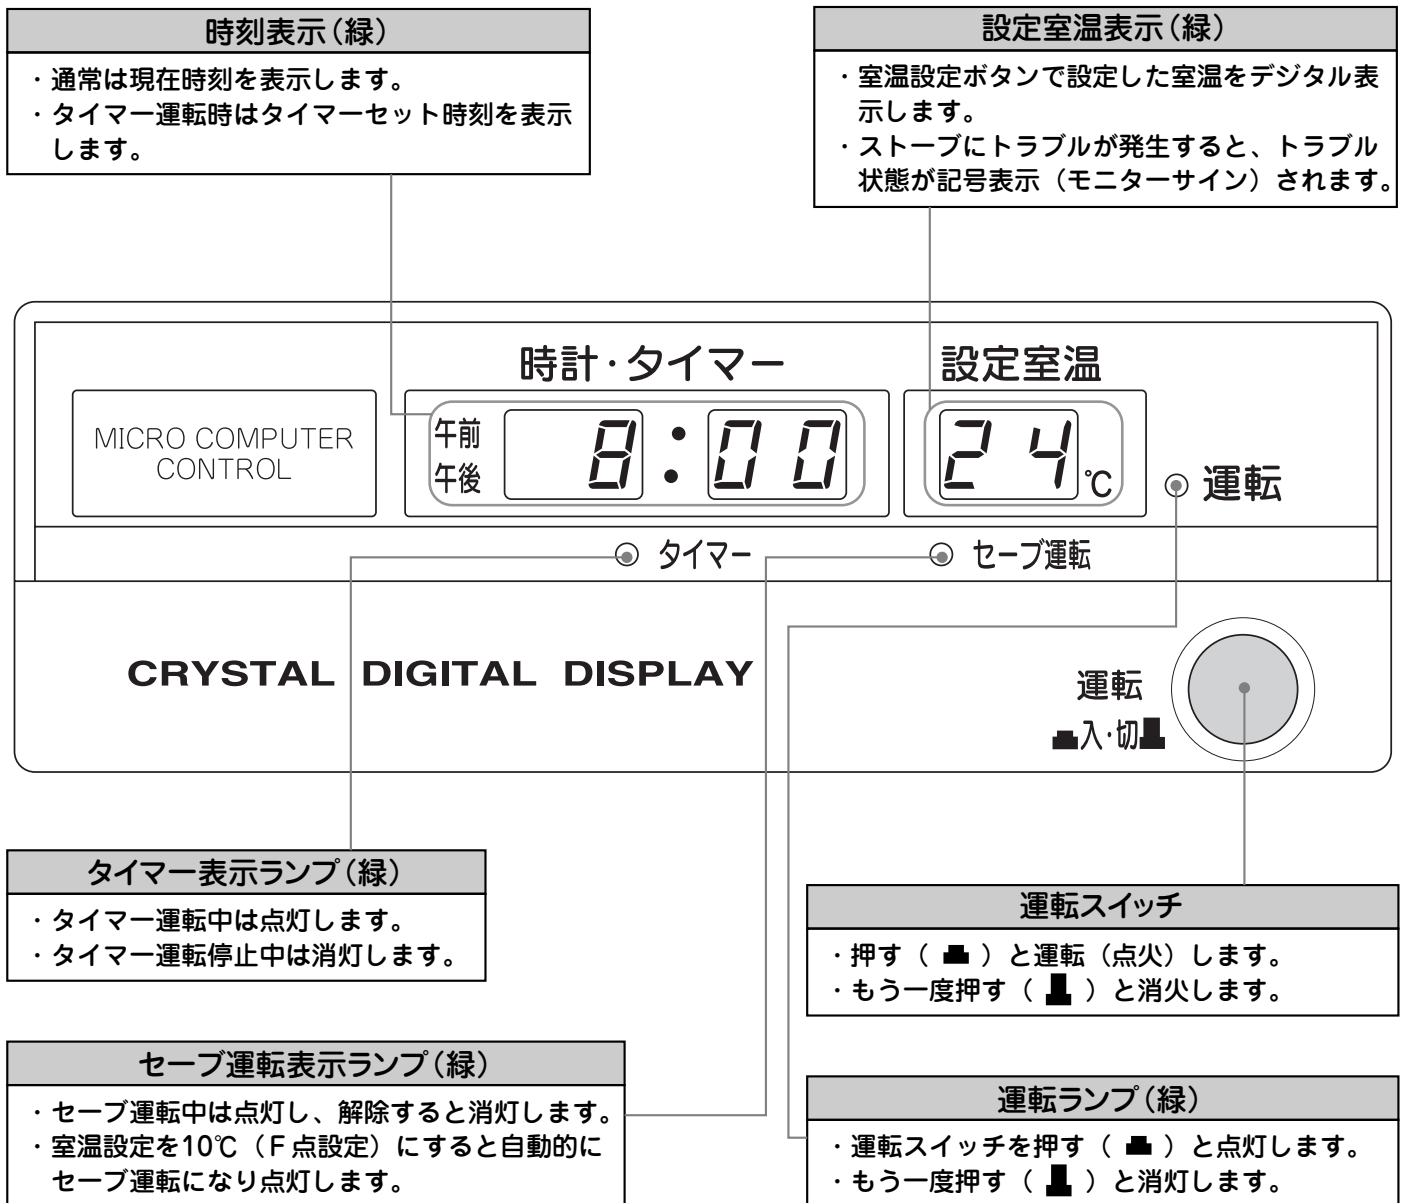 時刻表示（緑）
・通常は現在時刻を表示します。
・タイマー運転時はタイマーセット時刻を表示
します。
設定室温表示（緑）
・室温設定ボタンで設定した室温をデジタル表
示します。
・ストーブにトラブルが発生すると、トラブル
状態が記号表示（モニターサイン）されます。
時計・タイマー
設定室温
MICRO COMPUTER
CONTROL
午前
午後
8:00
24℃
運転
タイマー
セーブ運転
CRYSTAL DIGITAL DISPLAY
運転
入・切
タイマー表示ランプ（緑）
・タイマー運転中は点灯します。
・タイマー運転停止中は消灯します。
運転スイッチ
・押す（ ）と運転（点火）します。
・もう一度押す（ ）と消火します。
セーブ運転表示ランプ（緑）
・セーブ運転中は点灯し、解除すると消灯します。
・室温設定を10℃（Ｆ点設定）にすると自動的に
セーブ運転になり点灯します。
運転ランプ（緑）
・運転スイッチを押す（ ）と点灯します。
・もう一度押す（ ）と消灯します。